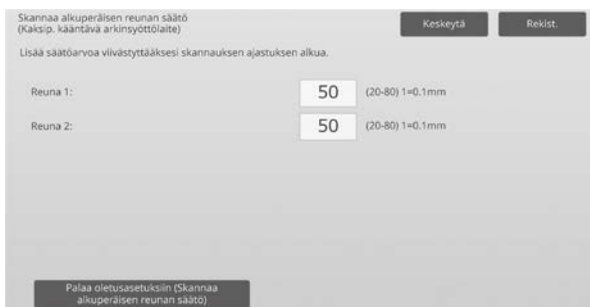 Skannaa alkuperäisen reunan säätö
(Kaksip. kääntävä arkinsyöttölaite)
Keskeytä
Rekist.
Lisää säätöarvoa viivästyttääksesi skannauksen ajastuksen alkua.
Reuna 1: 50 (20-80) 1=0.1mm
Reuna 2: 50 (20-80) 1=0.1mm
Palaa oletusasetuksiin (Skannaa
alkuperäisen reunan säätö)